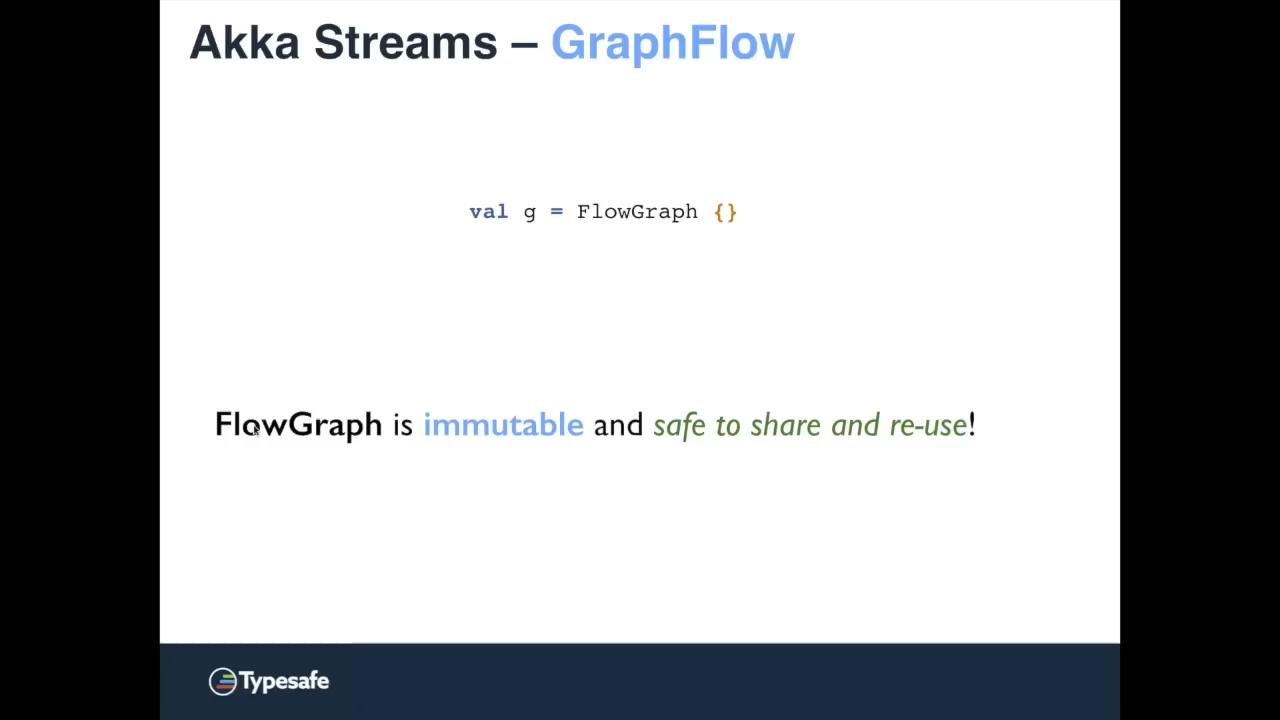 Akka Streams – GraphFlow
val g = FlowGraph {}
FlowGraph is immutable and safe to share and re-use!
Typesafe